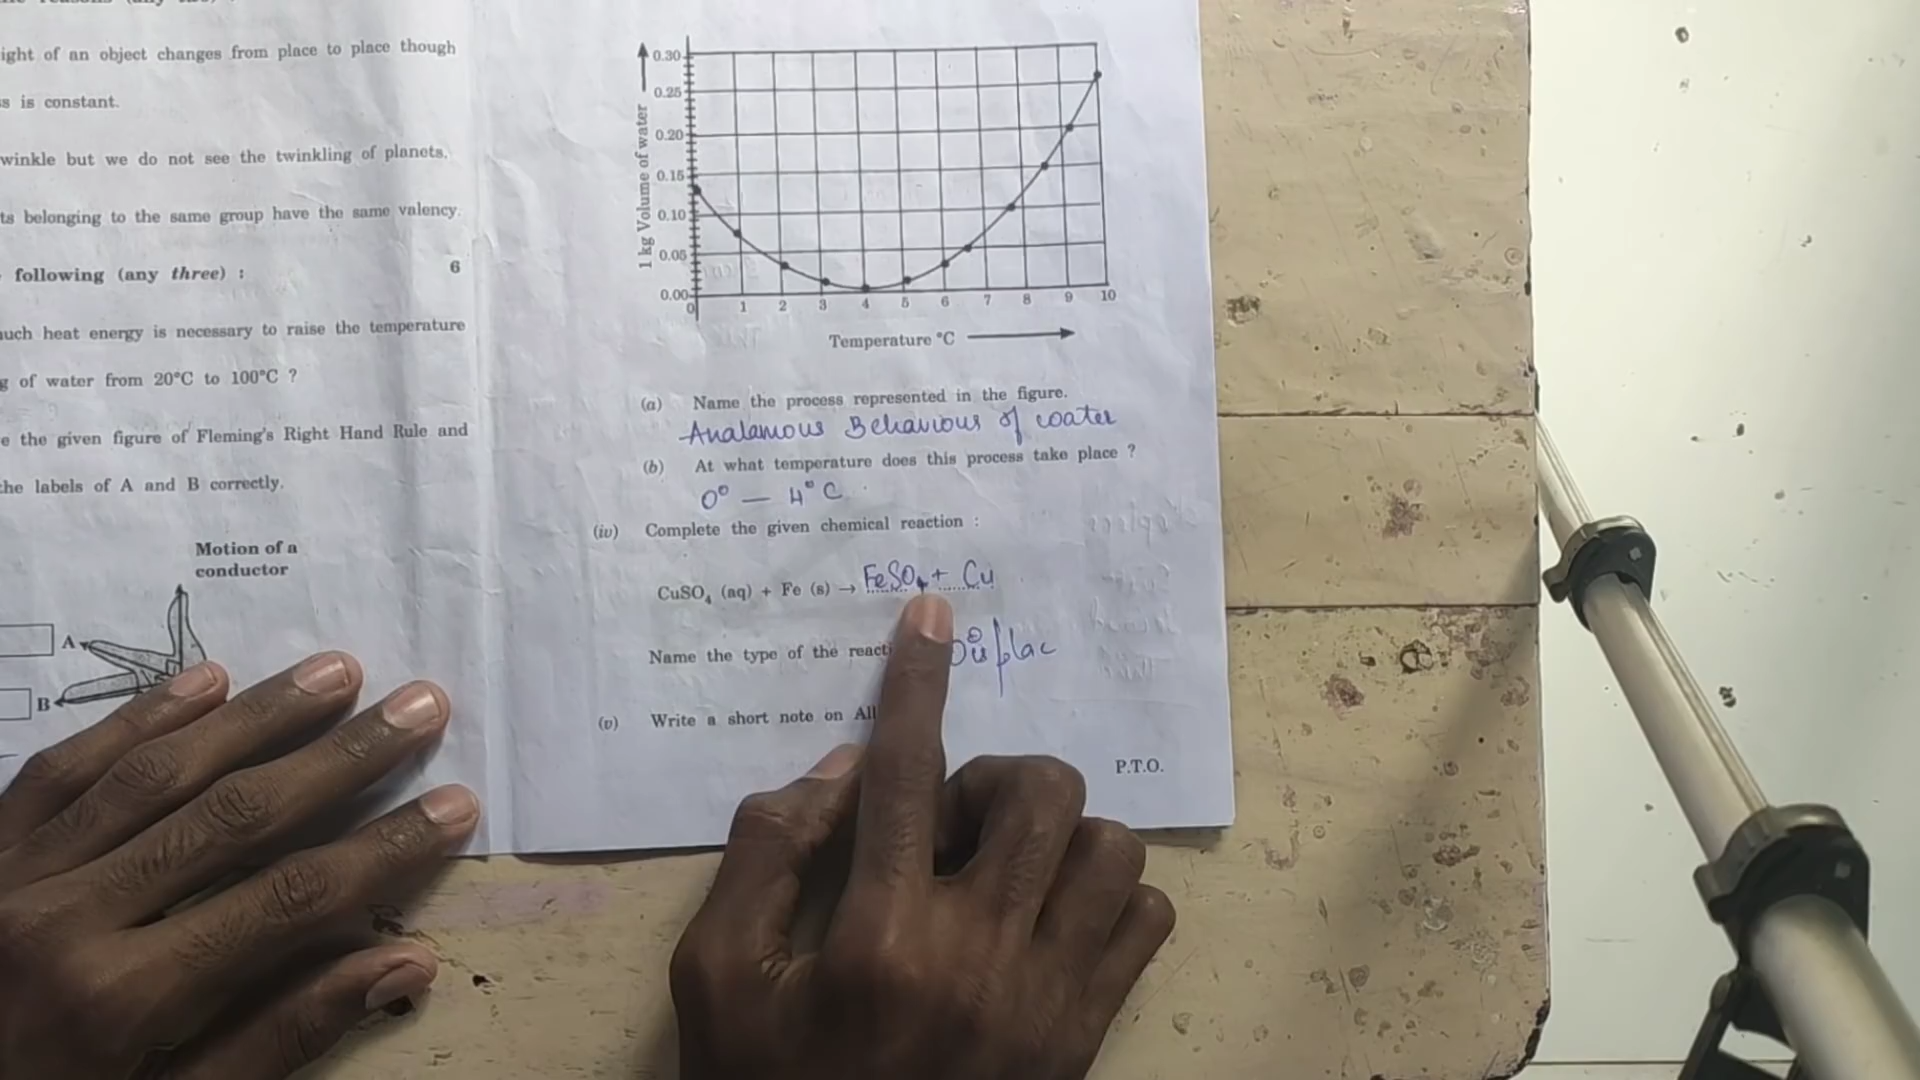 ight of an object changes from place to place though
s is constant.
winkle but we do not see the twinkling of planets.
ts belonging to the same group have the same valency.
following (any three) : 6
uch heat energy is necessary to raise the temperature
g of water from 20°C to 100°C ?
e the given figure of Fleming's Right Hand Rule and
the labels of A and B correctly.
Motion of a
conductor
A
B
1 kg Volume of water
0.30
0.25
0.20
0.15
0.10
0.05
0.00
0 1 2 3 4 5 6 7 8 9 10
Temperature °C
(a) Name the process represented in the figure.
Analamous Behavious of water
(b) At what temperature does this process take place ?
0° — 4°C
(iv) Complete the given chemical reaction :
CuSO₄ (aq) + Fe (s) → FeSO₄ + Cu
Name the type of the reacti Displac
(v) Write a short note on All
P.T.O.